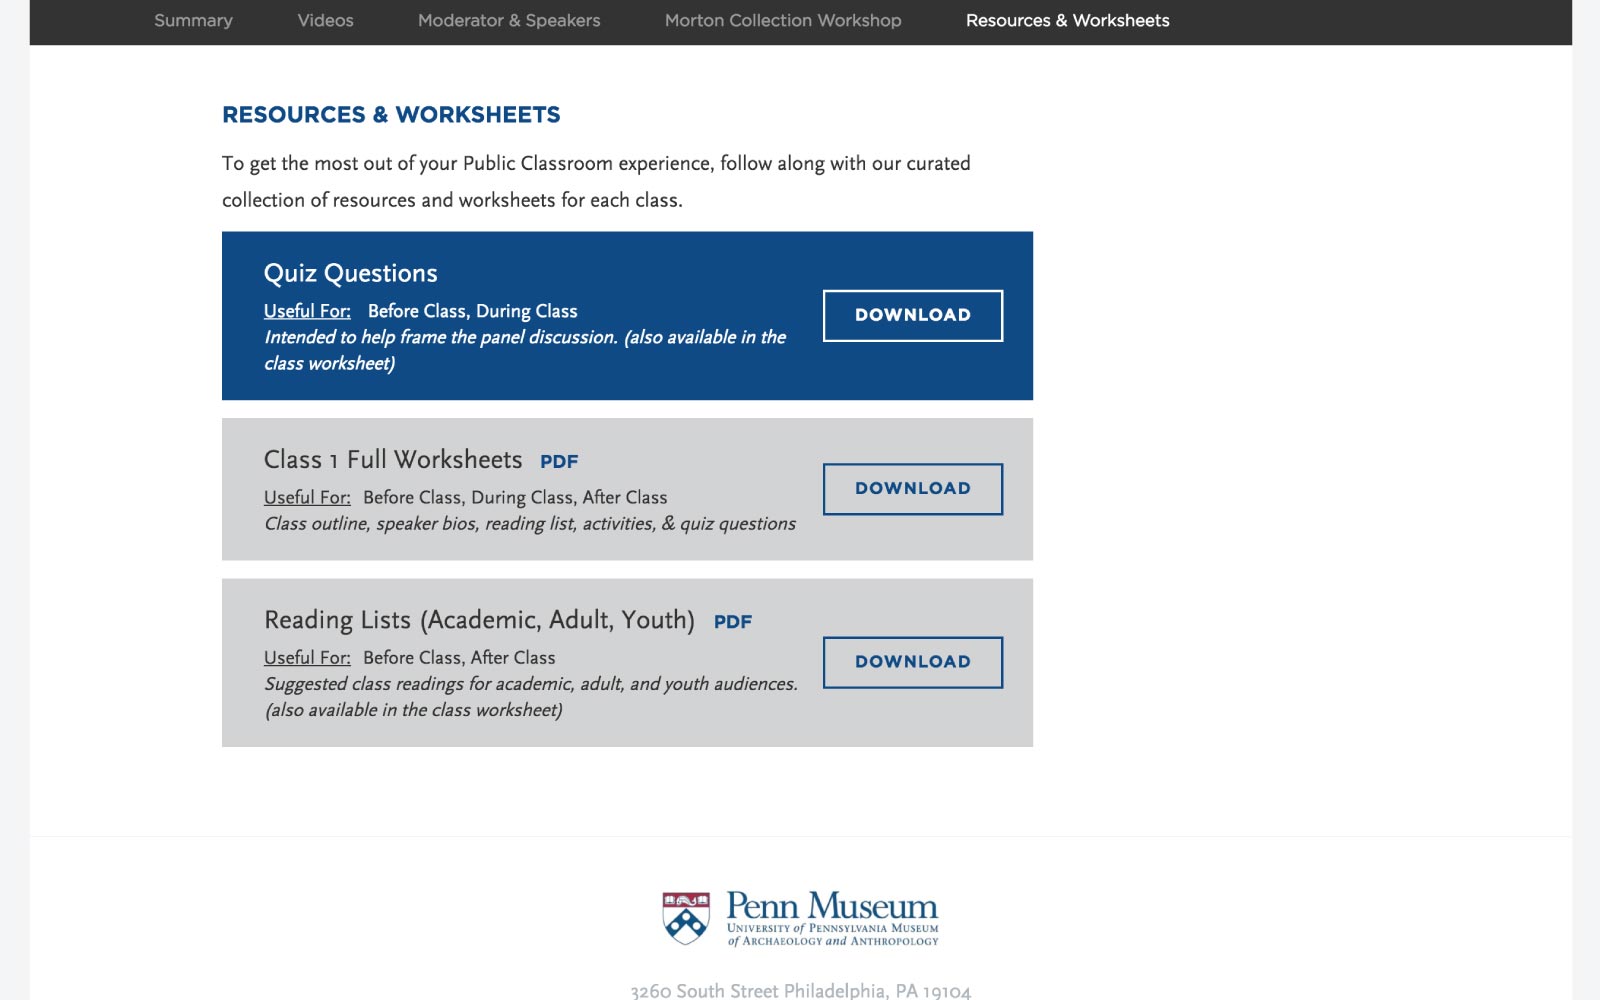 Summary Videos Moderator & Speakers Morton Collection Workshop Resources & Worksheets
RESOURCES & WORKSHEETS
To get the most out of your Public Classroom experience, follow along with our curated
collection of resources and worksheets for each class.
Quiz Questions
Useful For: Before Class, During Class
Intended to help frame the panel discussion. (also available in the
class worksheet)
DOWNLOAD
Class 1 Full Worksheets PDF
Useful For: Before Class, During Class, After Class
Class outline, speaker bios, reading list, activities, & quiz questions
DOWNLOAD
Reading Lists (Academic, Adult, Youth) PDF
Useful For: Before Class, After Class
Suggested class readings for academic, adult, and youth audiences.
(also available in the class worksheet)
DOWNLOAD
Penn Museum
University of Pennsylvania Museum
of Archaeology and Anthropology
3260 South Street Philadelphia, PA 19104